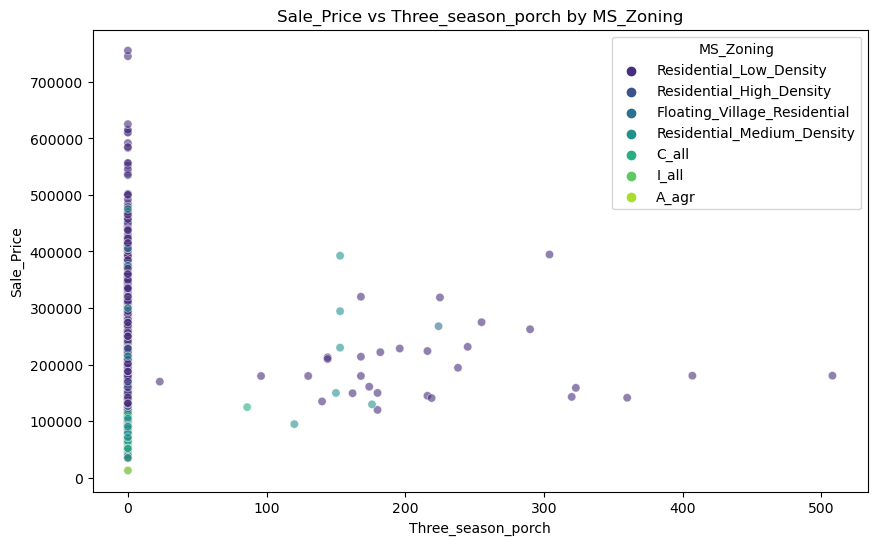 Sale_Price vs Three_season_porch by MS_Zoning
MS_Zoning
Residential_Low_Density
Residential_High_Density
Floating_Village_Residential
Residential_Medium_Density
C_all
I_all
A_agr
700000
600000
500000
400000
300000
200000
100000
0
Sale_Price
0 100 200 300 400 500
Three_season_porch